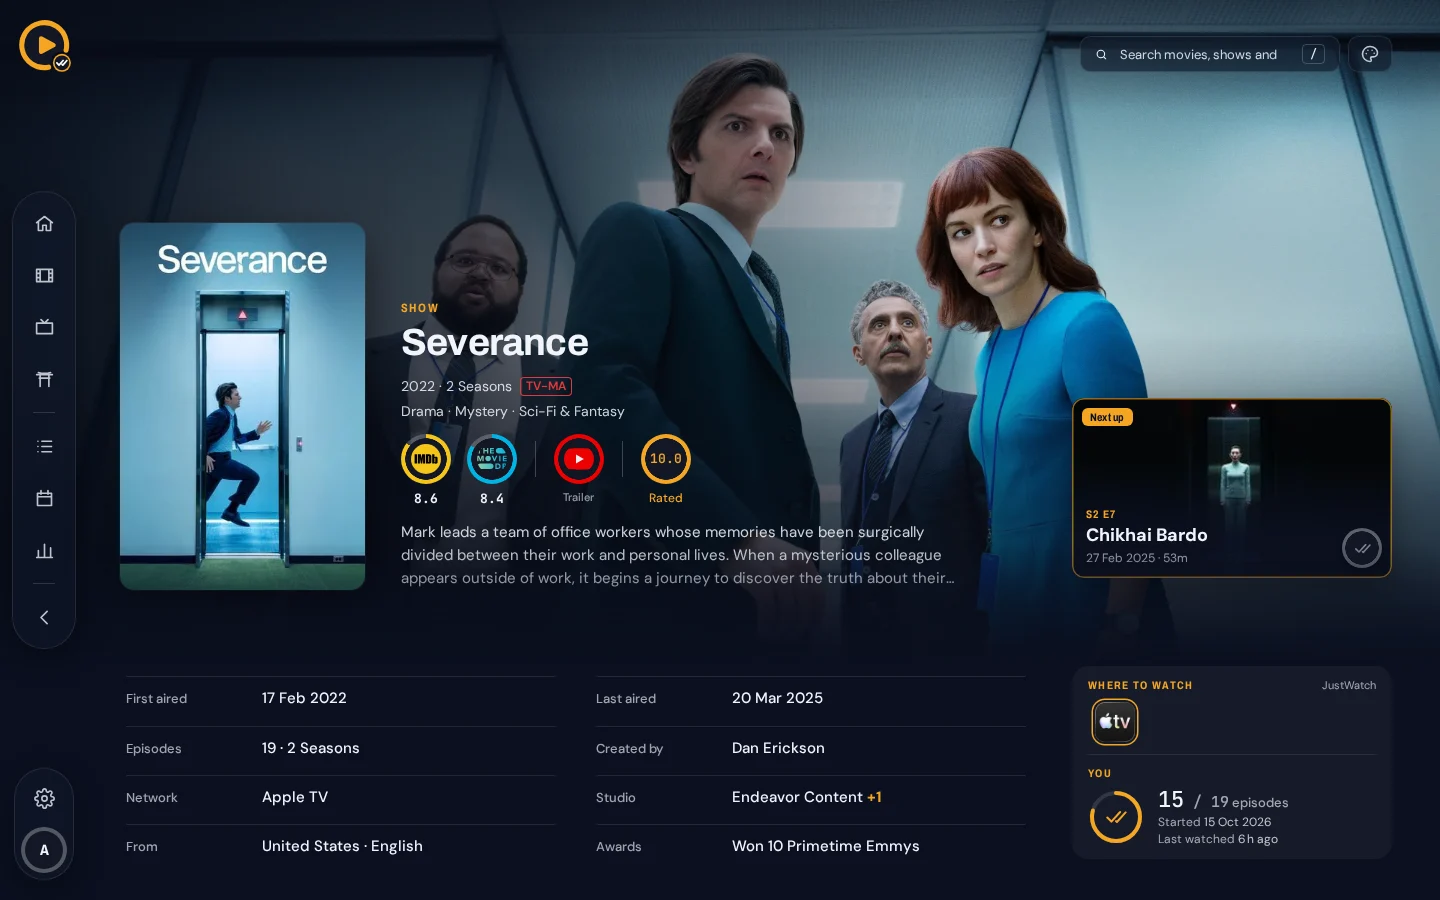 Search movies, shows and
/
Severance
SHOW
Severance
2022 · 2 Seasons TV-MA
Drama · Mystery · Sci-Fi & Fantasy
IMDb
THE
MOVIE
DB
10.0
8.6
8.4
Trailer
Rated
Mark leads a team of office workers whose memories have been surgically
divided between their work and personal lives. When a mysterious colleague
appears outside of work, it begins a journey to discover the truth about their…
Next up
S2 E7
Chikhai Bardo
27 Feb 2025 · 53m
First aired 17 Feb 2022
Last aired 20 Mar 2025
Episodes 19 · 2 Seasons
Created by Dan Erickson
Network Apple TV
Studio Endeavor Content +1
From United States · English
Awards Won 10 Primetime Emmys
WHERE TO WATCH JustWatch
tv
YOU
15 / 19 episodes
Started 15 Oct 2026
Last watched 6h ago
A